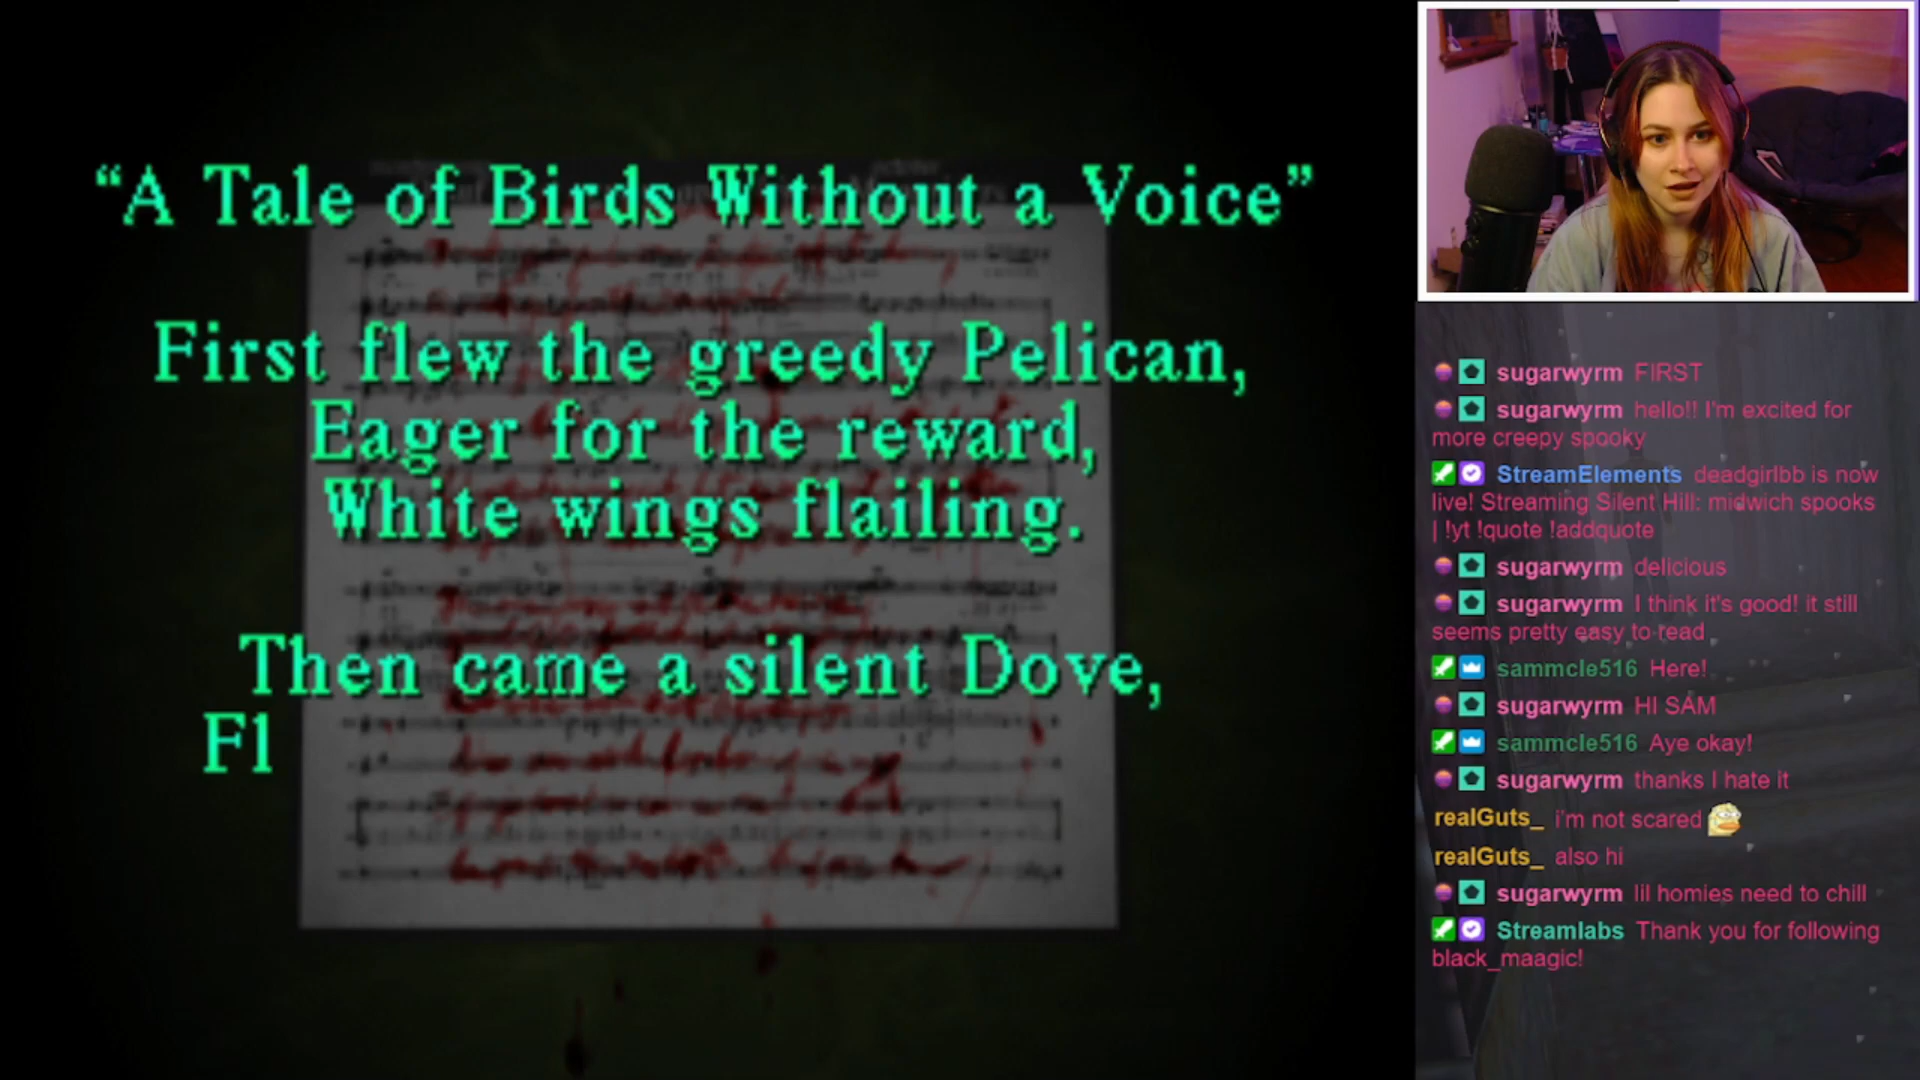 “A Tale of Birds Without a Voice”
First flew the greedy Pelican,
Eager for the reward,
White wings flailing.
Then came a silent Dove,
Fl
sugarwyrm FIRST
sugarwyrm hello!! I'm excited for
more creepy spooky
StreamElements deadgirlbb is now
live! Streaming Silent Hill: midwich spooks
| !yt !quote !addquote
sugarwyrm delicious
sugarwyrm I think it's good! it still
seems pretty easy to read
sammcle516 Here!
sugarwyrm HI SAM
sammcle516 Aye okay!
sugarwyrm thanks I hate it
realGuts_ i'm not scared
realGuts_ also hi
sugarwyrm lil homies need to chill
Streamlabs Thank you for following
black_maagic!